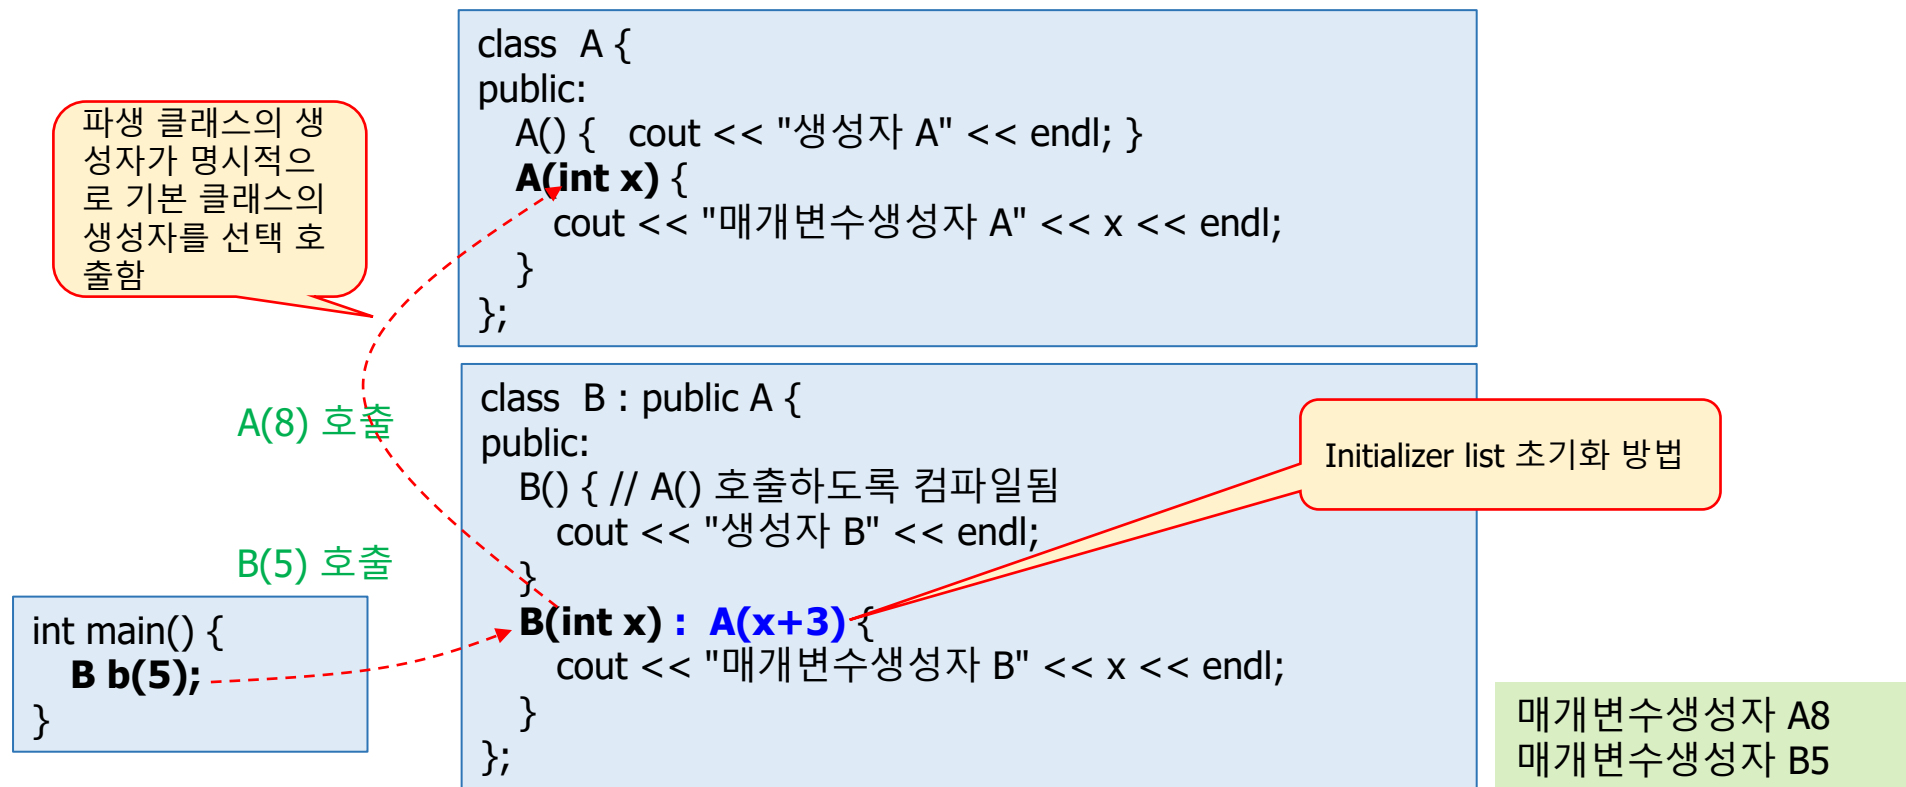 class  A {
public:
A() {   cout << "생성자 A" << endl; }
A(int x) {
cout << "매개변수생성자 A" << x << endl;
}
};
파생 클래스의 생
성자가 명시적으
로 기본 클래스의
생성자를 선택 호
출함
A(8) 호출
B(5) 호출
int main() {
B b(5);
}
class  B : public A {
public:
B() { // A() 호출하도록 컴파일됨
cout << "생성자 B" << endl;
}
B(int x) :  A(x+3) {
cout << "매개변수생성자 B" << x << endl;
}
};
Initializer list 초기화 방법
매개변수생성자 A8
매개변수생성자 B5